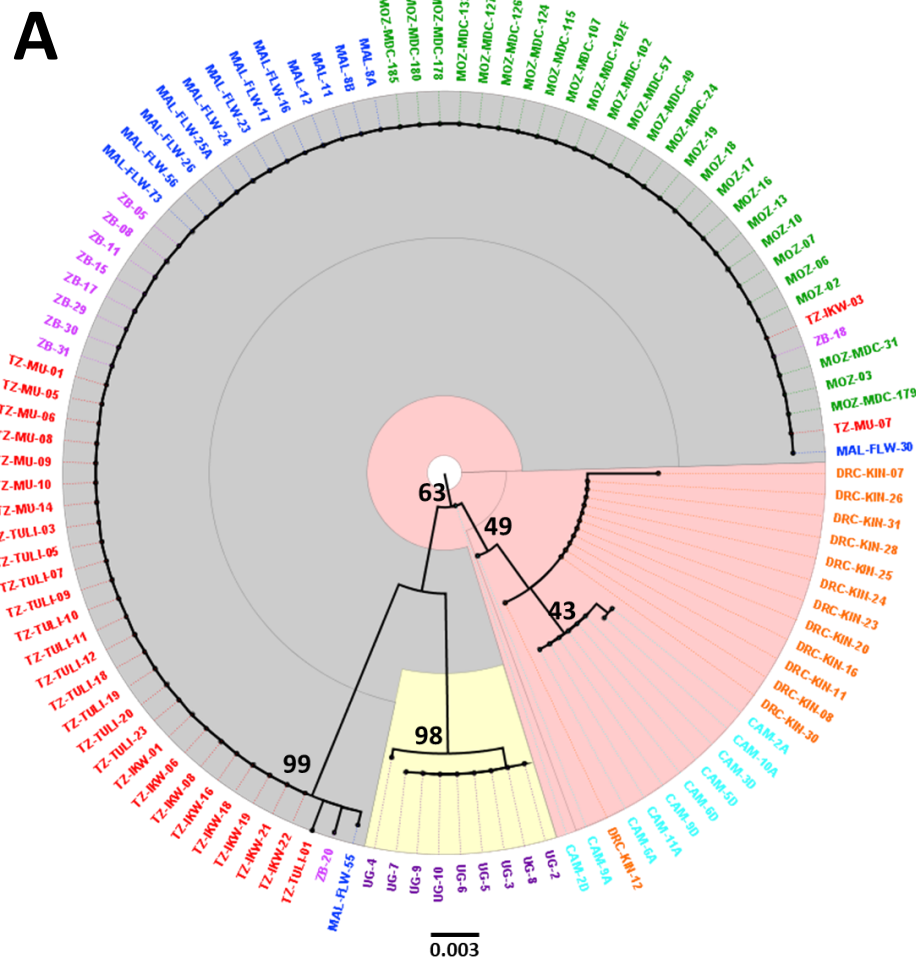 A
MOZ-MDC-185
MOZ-MDC-180
MOZ-MDC-178
MOZ-MDC-126
MOZ-MDC-124
MOZ-MDC-115
MOZ-MDC-107
MOZ-MDC-102F
MOZ-MDC-102
MOZ-MDC-57
MOZ-MDC-49
MOZ-MDC-24
MOZ-19
MOZ-18
MOZ-17
MOZ-16
MOZ-13
MOZ-10
MOZ-07
MOZ-06
MOZ-02
TZ-IKW-03
ZB-18
MOZ-MDC-31
MOZ-03
MOZ-MDC-179
TZ-MU-07
MAL-FLW-30
DRC-KIN-07
DRC-KIN-26
DRC-KIN-31
DRC-KIN-28
DRC-KIN-25
DRC-KIN-24
DRC-KIN-23
DRC-KIN-20
DRC-KIN-16
DRC-KIN-11
DRC-KIN-08
DRC-KIN-30
CAM-2A
CAM-10A
CAM-3D
CAM-5D
CAM-6D
CAM-9D
CAM-11A
CAM-6A
DRC-KIN-12
CAM-9A
CAM-2D
UG-2
UG-8
UG-3
UG-5
UG-6
UG-10
UG-9
UG-7
UG-4
MAL-FLW-55
ZB-20
TZ-TULI-01
TZ-IKW-22
TZ-IKW-21
TZ-IKW-19
TZ-IKW-18
TZ-IKW-16
TZ-IKW-08
TZ-IKW-06
TZ-IKW-01
TZ-TULI-23
TZ-TULI-20
TZ-TULI-19
TZ-TULI-18
TZ-TULI-12
TZ-TULI-11
TZ-TULI-10
TZ-TULI-09
TZ-TULI-07
Z-TULI-05
Z-TULI-03
TZ-MU-14
TZ-MU-10
TZ-MU-09
TZ-MU-08
TZ-MU-06
TZ-MU-05
TZ-MU-01
ZB-31
ZB-30
ZB-29
ZB-17
ZB-15
ZB-11
ZB-08
ZB-05
MAL-FLW-73
MAL-FLW-56
MAL-FLW-26
MAL-FLW-25A
MAL-FLW-24
MAL-FLW-23
MAL-FLW-17
MAL-FLW-16
MAL-12
MAL-11
MAL-8B
MAL-8A
63
49
43
98
99
0.003